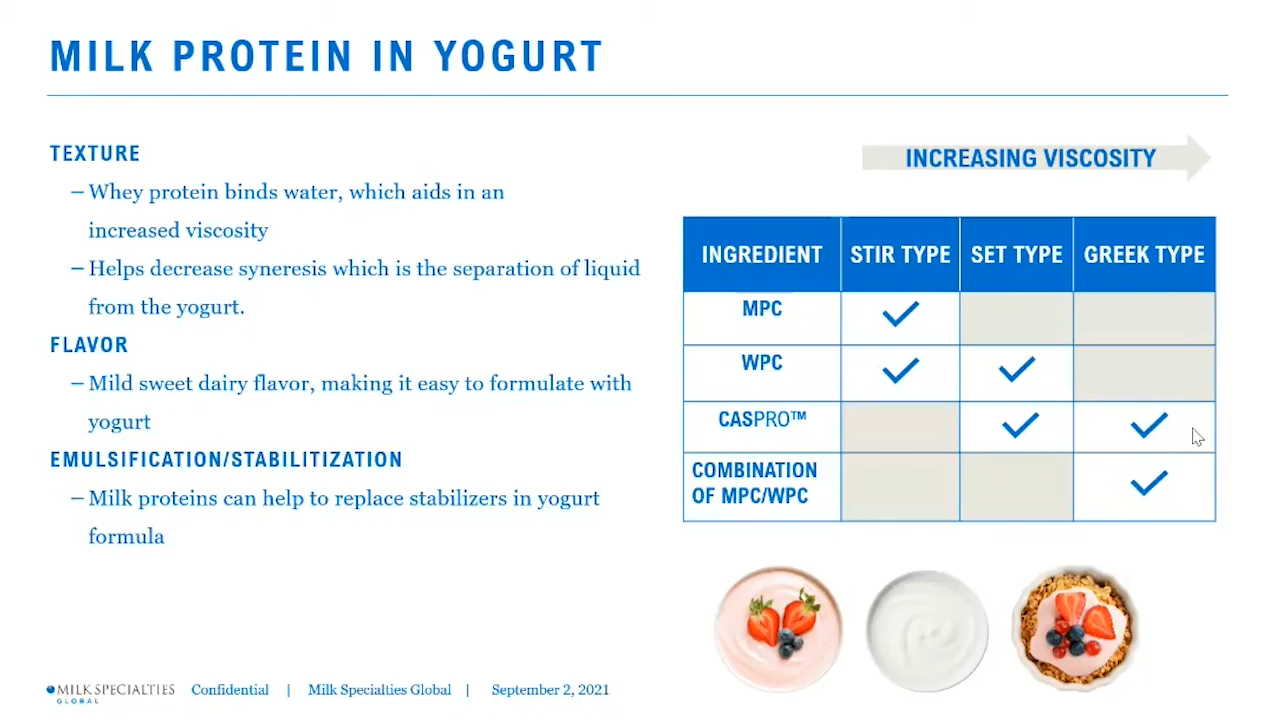 MILK PROTEIN IN YOGURT
TEXTURE
– Whey protein binds water, which aids in an
increased viscosity
– Helps decrease syneresis which is the separation of liquid
from the yogurt.
FLAVOR
– Mild sweet dairy flavor, making it easy to formulate with
yogurt
EMULSIFICATION/STABILITIZATION
– Milk proteins can help to replace stabilizers in yogurt
formula
INCREASING VISCOSITY
INGREDIENT STIR TYPE SET TYPE GREEK TYPE
MPC ✓
WPC ✓ ✓
CASPRO™ ✓ ✓
COMBINATION
OF MPC/WPC ✓
MILK SPECIALTIES
GLOBAL
Confidential | Milk Specialties Global | September 2, 2021